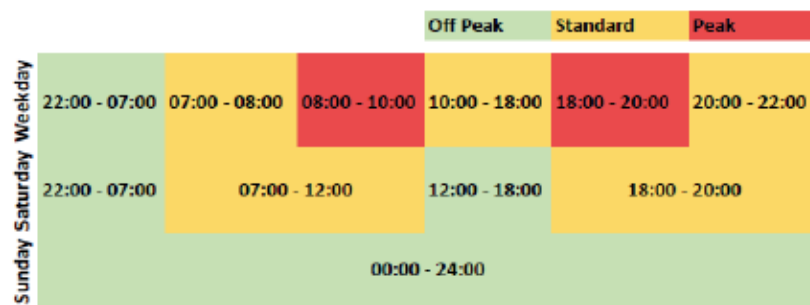 Off Peak Standard Peak
Weekday 22:00 - 07:00 07:00 - 08:00 08:00 - 10:00 10:00 - 18:00 18:00 - 20:00 20:00 - 22:00
Saturday 22:00 - 07:00 07:00 - 12:00 12:00 - 18:00 18:00 - 20:00
Sunday 00:00 - 24:00